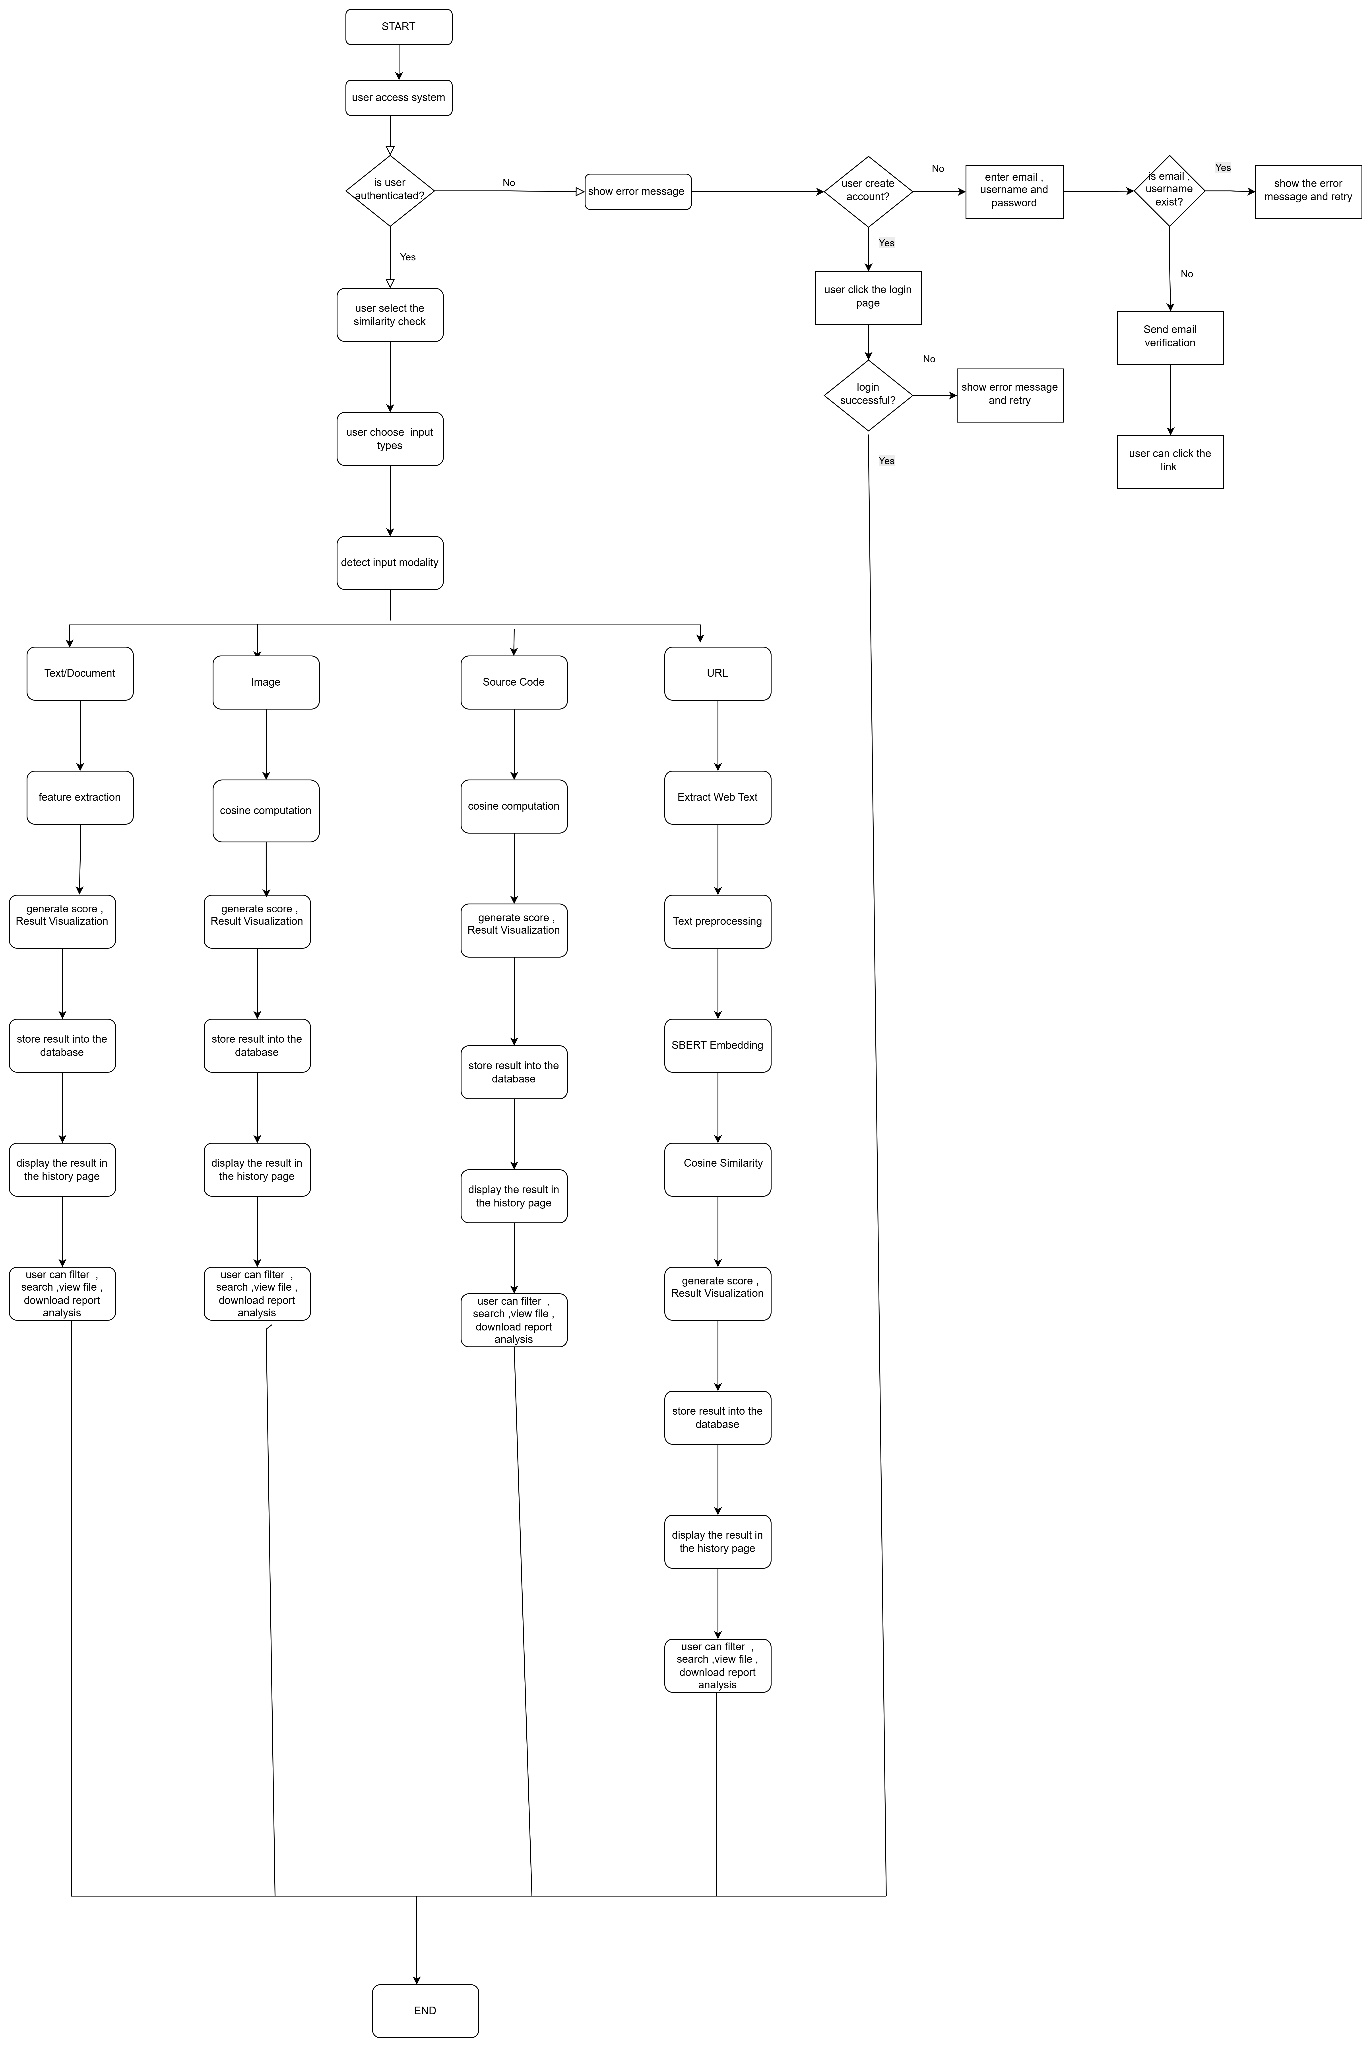 START
user access system
is user
authenticated?
No
show error message
user create
account?
No
enter email ,
username and
password
is email ,
username
exist?
Yes
show the error
message and retry
Yes
Yes
No
user select the
similarity check
user click the login
page
Send email
verification
No
login
successful?
show error message
and retry
user choose  input
types
Yes
user can click the
link
detect input modality
Text/Document
Image
Source Code
URL
feature extraction
cosine computation
cosine computation
Extract Web Text
generate score ,
Result Visualization
generate score ,
Result Visualization
generate score ,
Result Visualization
Text preprocessing
store result into the
database
store result into the
database
store result into the
database
SBERT Embedding
display the result in
the history page
display the result in
the history page
display the result in
the history page
Cosine Similarity
user can filter  ,
search ,view file ,
download report
analysis
user can filter  ,
search ,view file ,
download report
analysis
user can filter  ,
search ,view file ,
download report
analysis
generate score ,
Result Visualization
store result into the
database
display the result in
the history page
user can filter  ,
search ,view file ,
download report
analysis
END